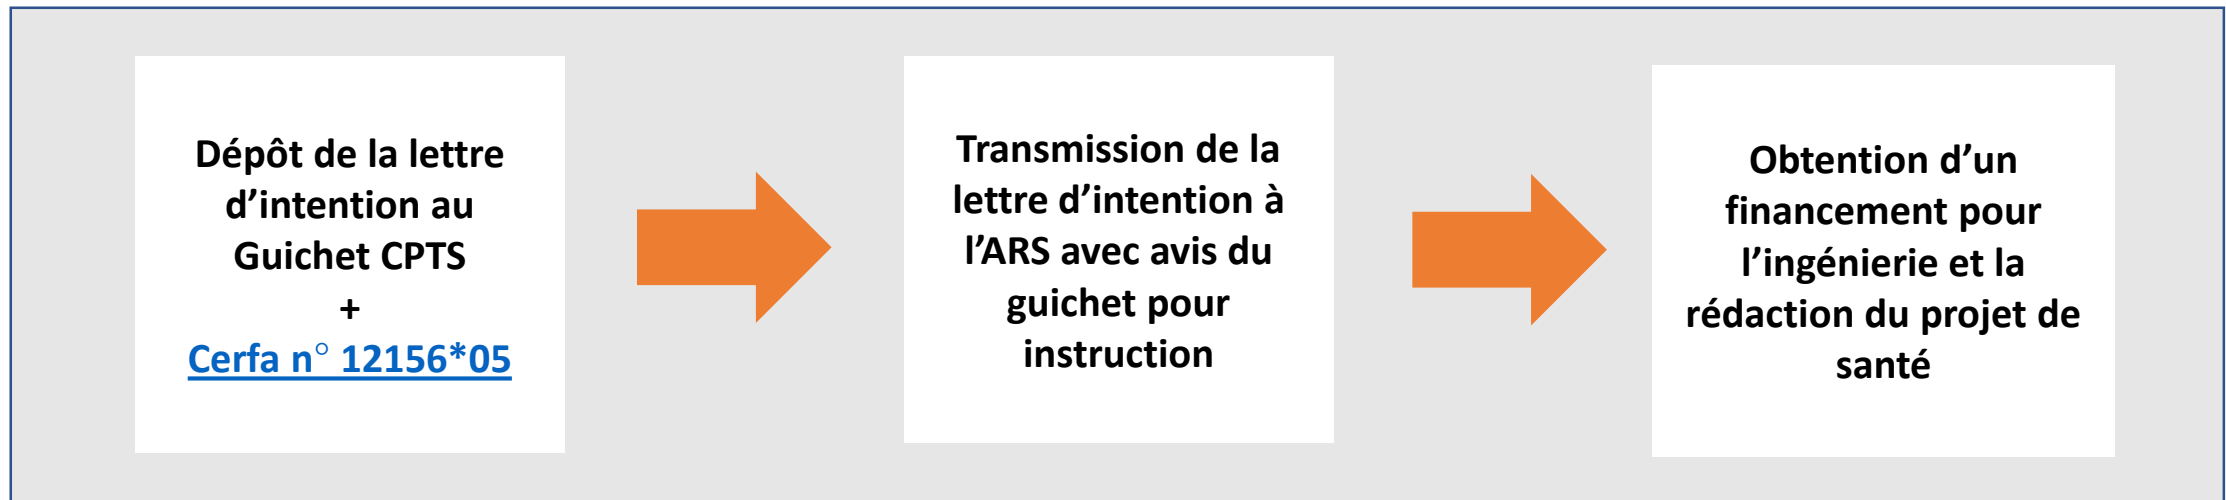 Dépôt de la lettre
d’intention au
Guichet CPTS
+
Cerfa n° 12156*05
Transmission de la
lettre d’intention à
l’ARS avec avis du
guichet pour
instruction
Obtention d’un
financement pour
l’ingénierie et la
rédaction du projet de
santé